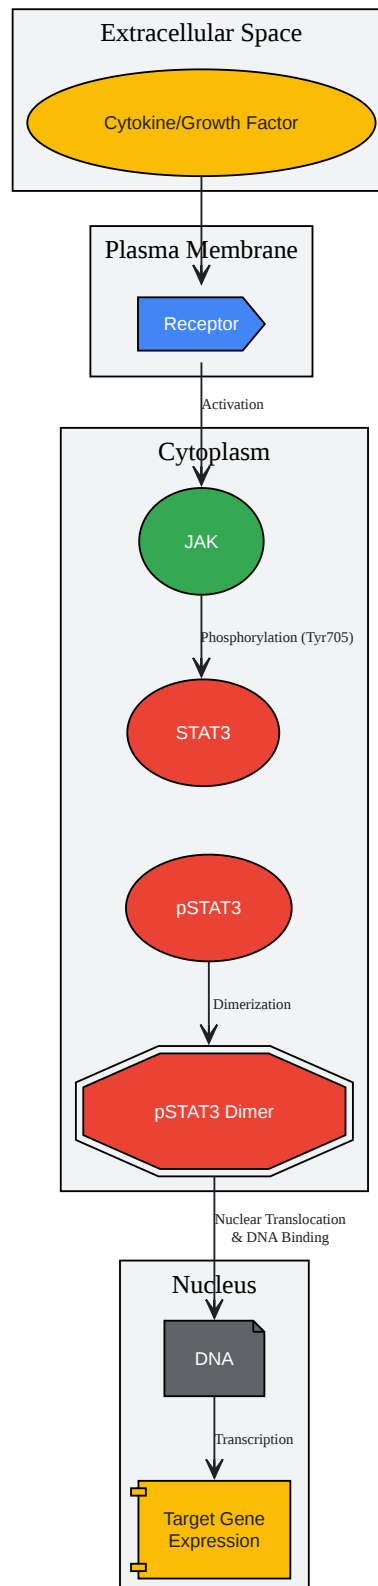 Extracellular Space
Cytokine/Growth Factor
Plasma Membrane
Receptor
Activation
Cytoplasm
JAK
Phosphorylation (Tyr705)
STAT3
pSTAT3
Dimerization
pSTAT3 Dimer
Nuclear Translocation
& DNA Binding
Nucleus
DNA
Transcription
Target Gene
Expression